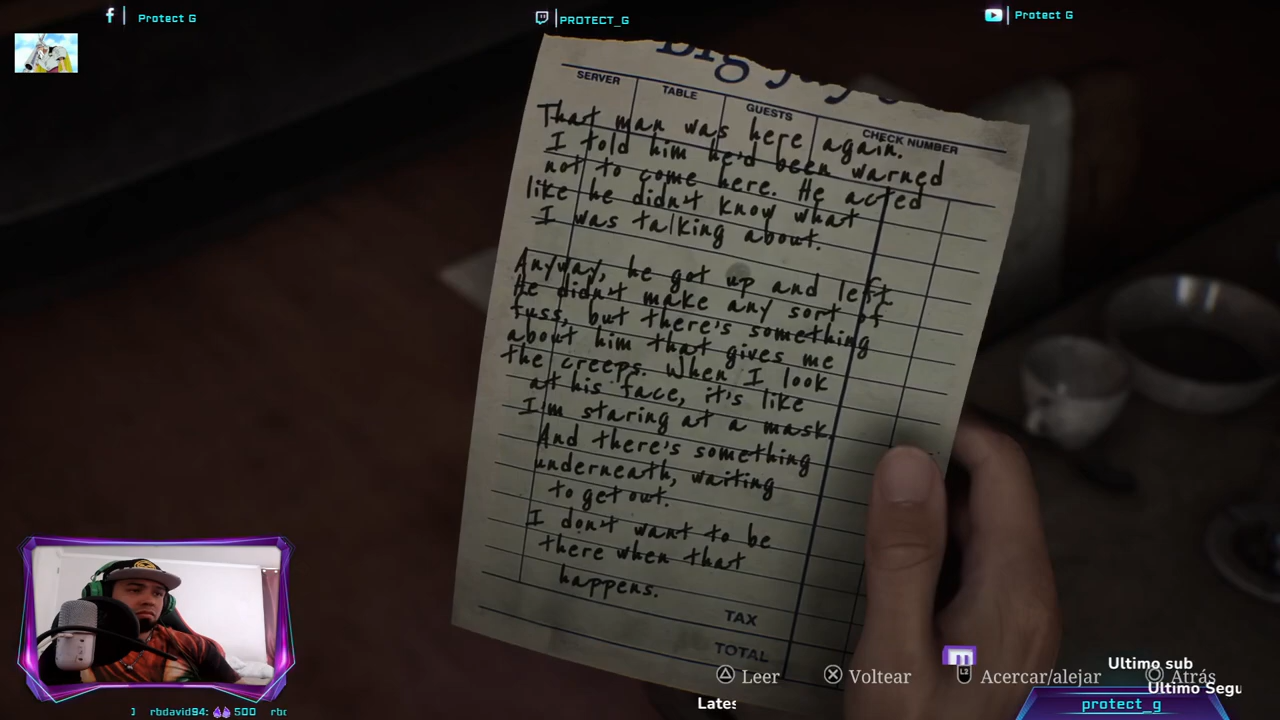 Protect G
PROTECT_G
Protect G
Big Jay's
SERVER
TABLE
GUESTS
CHECK NUMBER
That man was here again.
I told him he'd been warned
not to come here. He acted
like he didn't know what
I was talking about.
Anyway, he got up and left
He didn't make any sort of
fuss, but there's something
about him that gives me
the creeps. When I look
at his face, it's like
I'm staring at a mask.
And there's something
underneath, waiting
to get out.
I don't want to be
there when that
happens.
TAX
TOTAL
Leer
Voltear
L2
Acercar/alejar
Atrás
Ultimo sub
Ultimo Segu
Lates
protect_g
rbdavid94: 500